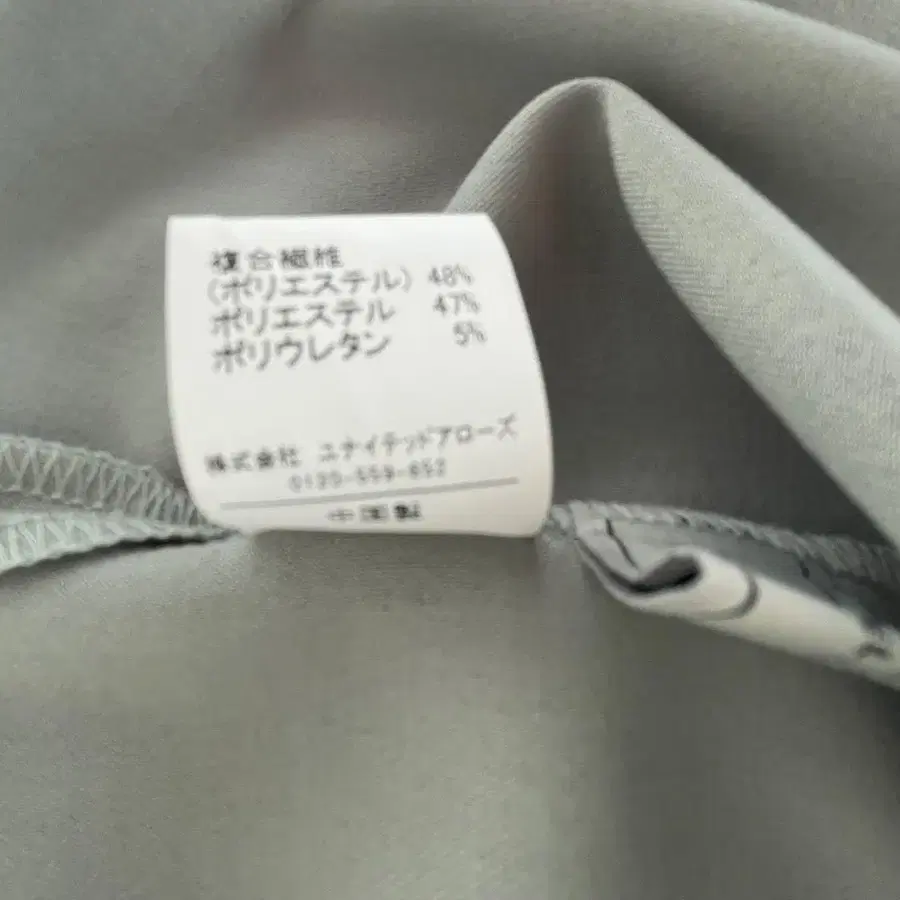 複合繊維
(ポリエステル) 48%
ポリエステル 47%
ポリウレタン 5%
株式会社 ユナイテッドアローズ
0120-559-652
中国製